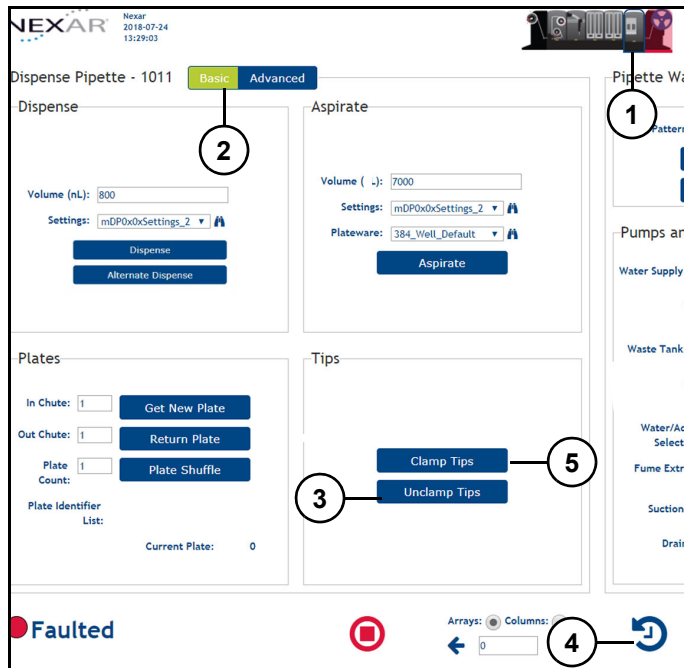 NEXAR
Nexar
2018-07-24
13:29:03
1
Dispense Pipette - 1011 Basic Advanced
2
Dispense
Volume (nL): 800
Settings: mDP0x0xSettings_2
Dispense
Alternate Dispense
Aspirate
Volume ( L): 7000
Settings: mDP0x0xSettings_2
Plateware: 384_Well_Default
Aspirate
Pipette Wa
Pattern
Pumps an
Water Supply
Waste Tank
Water/Ac
Select
Fume Extr
Suction
Drain
Plates
In Chute: 1 Get New Plate
Out Chute: 1 Return Plate
Plate Count: 1 Plate Shuffle
Plate Identifier
List:
Current Plate: 0
Tips
Clamp Tips 5
3 Unclamp Tips
Faulted
Arrays: Columns:
0
4